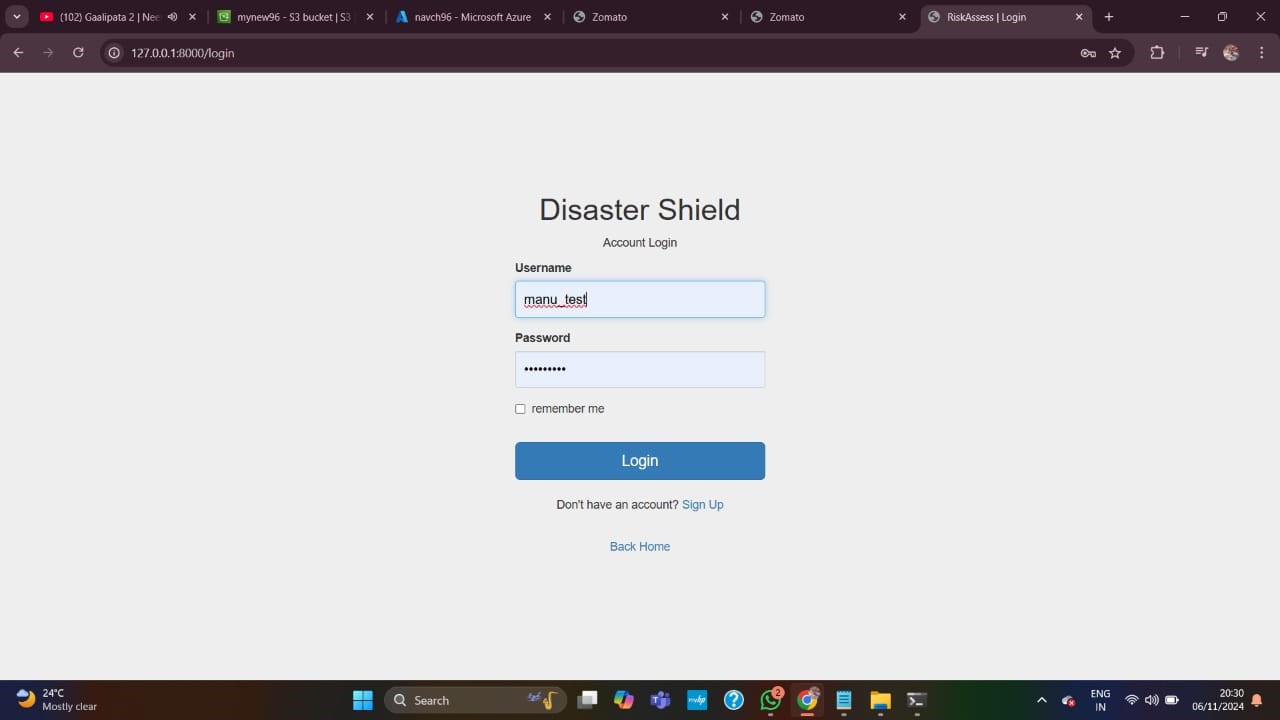 (102) Gaalipata 2 | Nee
mynew96 - S3 bucket | S3
navch96 - Microsoft Azure
Zomato
Zomato
RiskAssess | Login
127.0.0.1:8000/login
Disaster Shield
Account Login
Username
manu_test
Password
•••••••••
remember me
Login
Don't have an account? Sign Up
Back Home
24°C
Mostly clear
Search
myhp
2
ENG
IN
20:30
06/11/2024